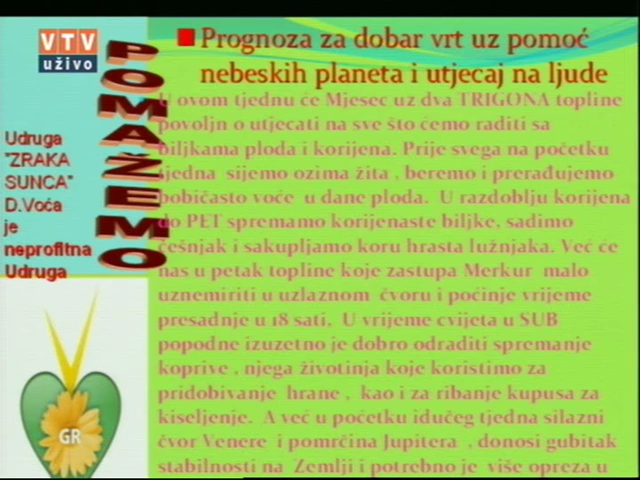 VTV
uživo
POMAŽEMO
Udruga
"ZRAKA
SUNCA"
D.Voća
je
neprofitna
Udruga
GR
Prognoza za dobar vrt uz pomoć
nebeskih planeta i utjecaj na ljude
U ovom tjednu će Mjesec uz dva TRIGONA topline
povoljn o utjecati na sve što ćemo raditi sa
biljkama ploda i korijena. Prije svega na početku
tjedna sijemo ozima žita , beremo i prerađujemo
bobičasto voće u dane ploda. U razdoblju korijena
do PET spremamo korijenaste biljke, sadimo
češnjak i sakupljamo koru hrasta lužnjaka. Već će
nas u petak topline koje zastupa Merkur malo
uznemiriti u uzlaznom čvoru i počinje vrijeme
presadnje u 18 sati. U vrijeme cvijeta u SUB
popodne izuzetno je dobro odraditi spremanje
koprive , njega životinja koje koristimo za
pridobivanje hrane , kao i za ribanje kupusa za
kiseljenje. A već u početku idućeg tjedna silazni
čvor Venere i pomrčina Jupitera , donosi gubitak
stabilnosti na Zemlji i potrebno je više opreza u